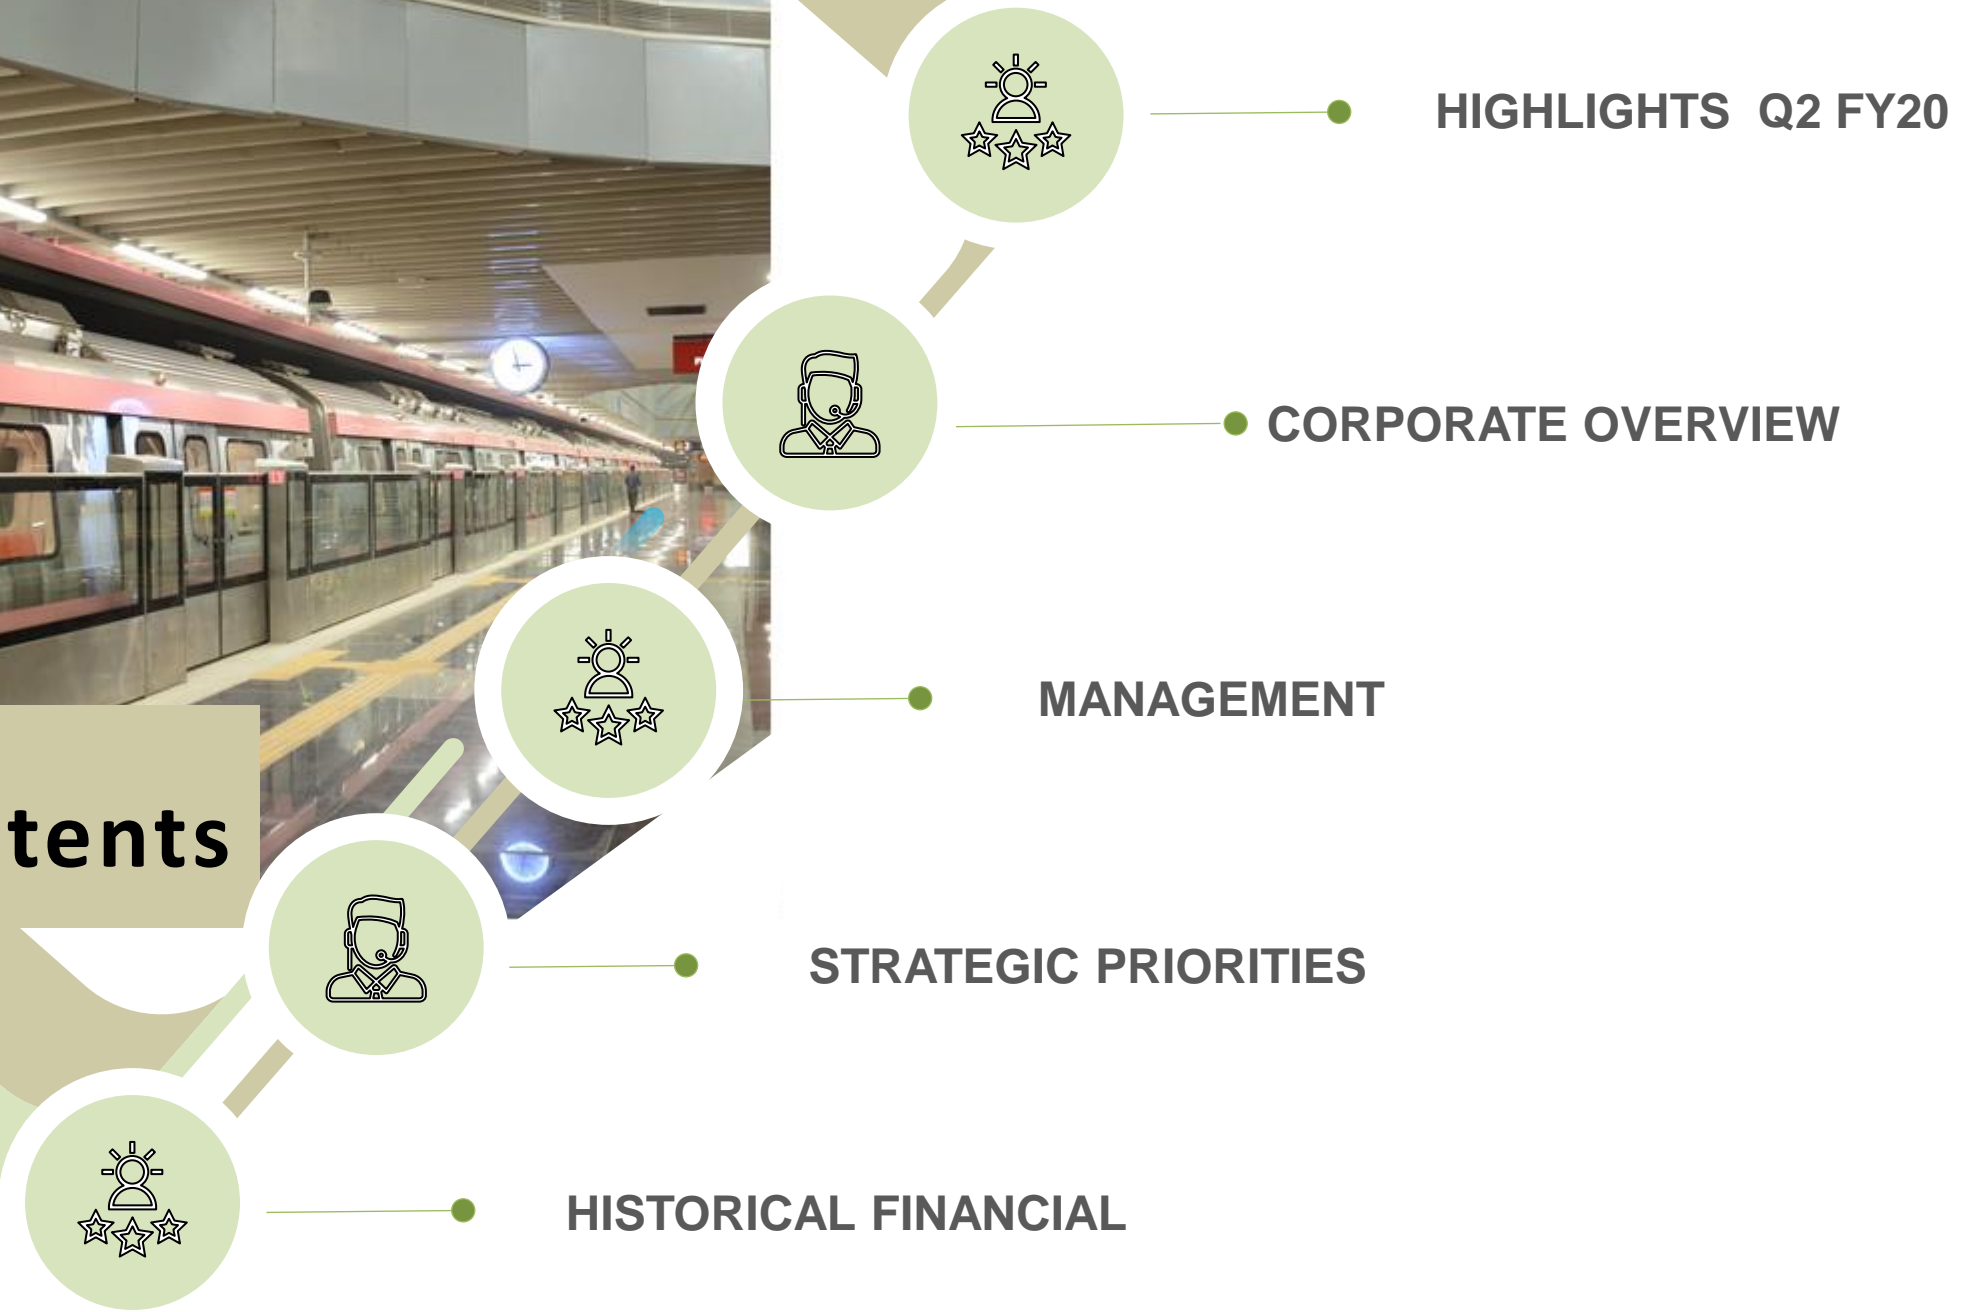 HIGHLIGHTS  Q2 FY20
CORPORATE OVERVIEW
MANAGEMENT
tents
STRATEGIC PRIORITIES
HISTORICAL FINANCIAL